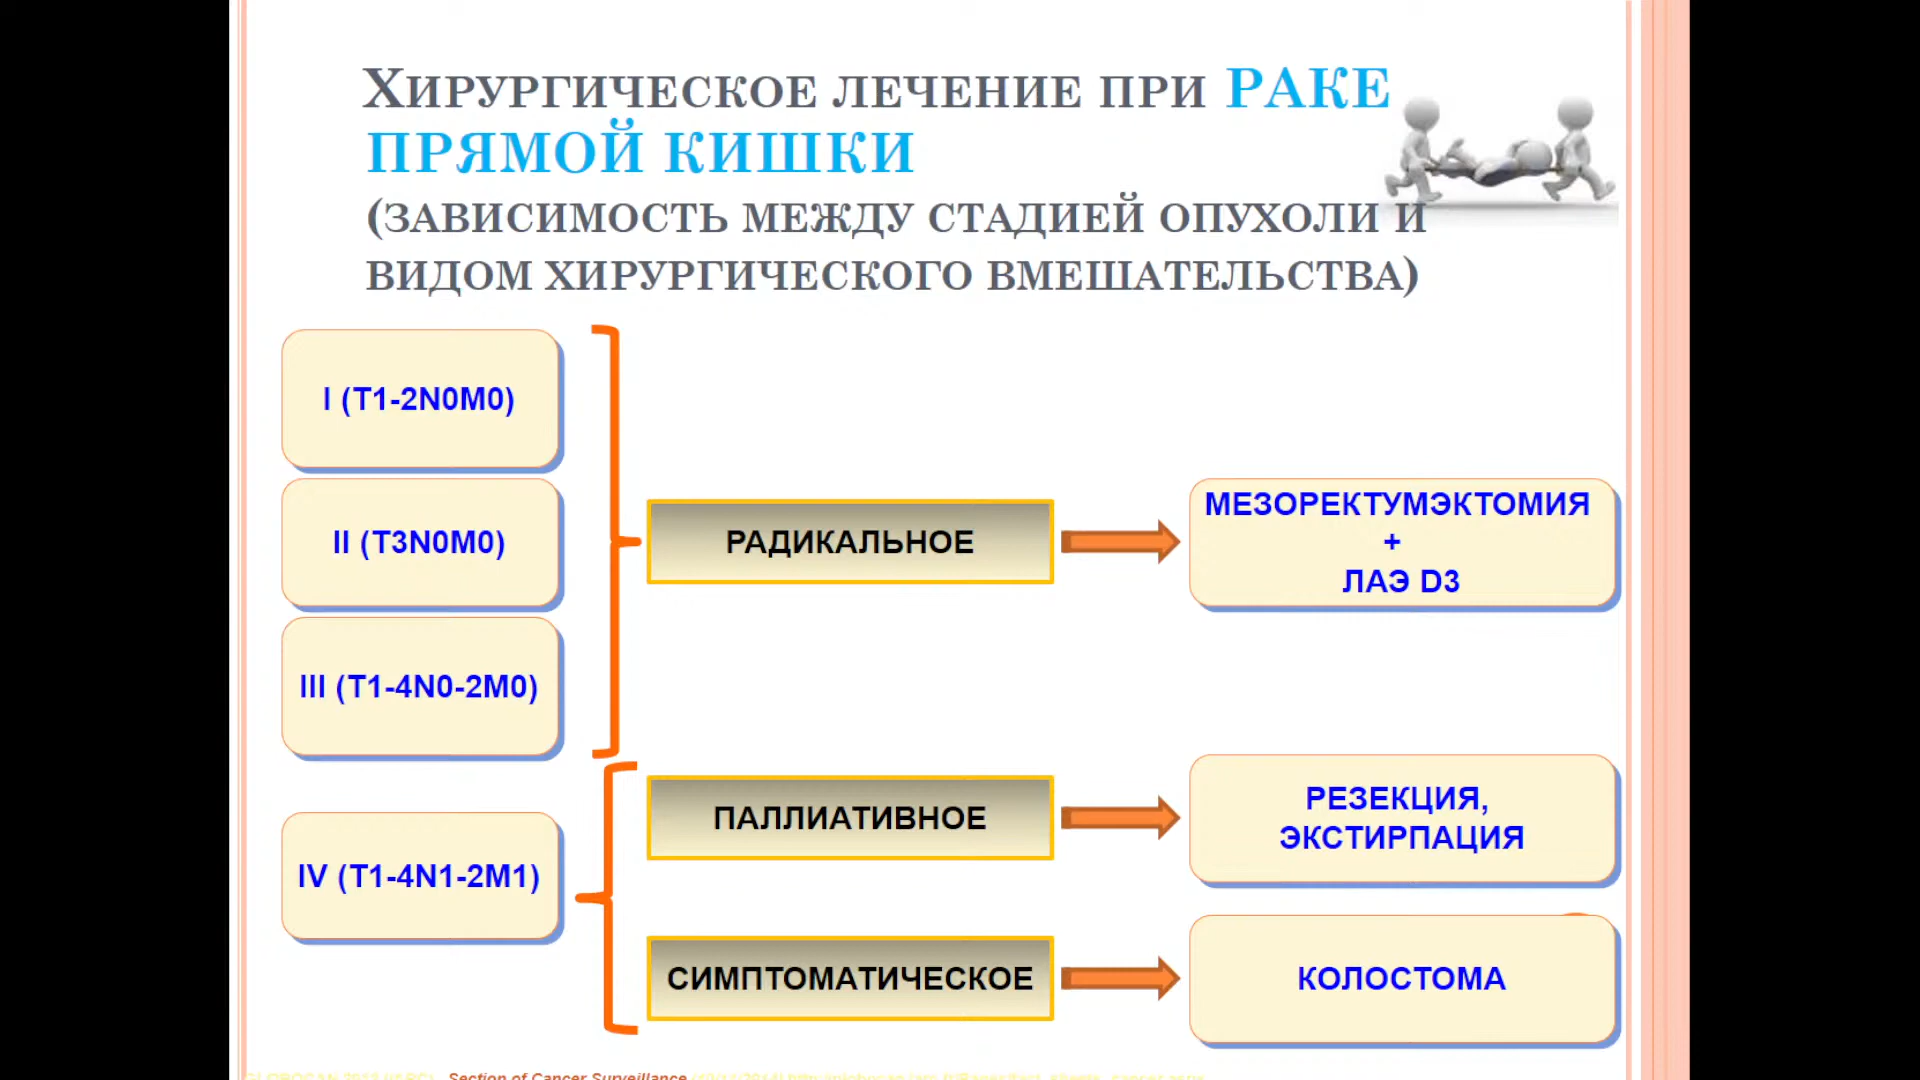 Хирургическое лечение при РАКЕ
ПРЯМОЙ КИШКИ
(зависимость между стадией опухоли и
видом хирургического вмешательства)
I (T1-2N0M0)
II (T3N0M0)
III (T1-4N0-2M0)
IV (T1-4N1-2M1)
РАДИКАЛЬНОЕ
МЕЗОРЕКТУМЭКТОМИЯ
+
ЛАЭ D3
ПАЛЛИАТИВНОЕ
РЕЗЕКЦИЯ,
ЭКСТИРПАЦИЯ
СИМПТОМАТИЧЕСКОЕ
КОЛОСТОМА
Section of Cancer Surveillance